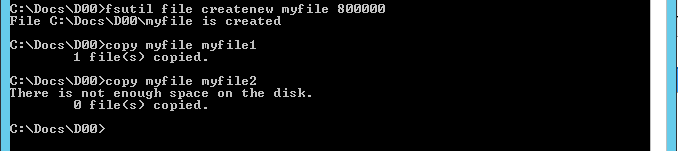 C:\Docs\D00>fsutil file createnew myfile 800000
File C:\Docs\D00\myfile is created
C:\Docs\D00>copy myfile myfile1
1 file(s) copied.
C:\Docs\D00>copy myfile myfile2
There is not enough space on the disk.
0 file(s) copied.
C:\Docs\D00>